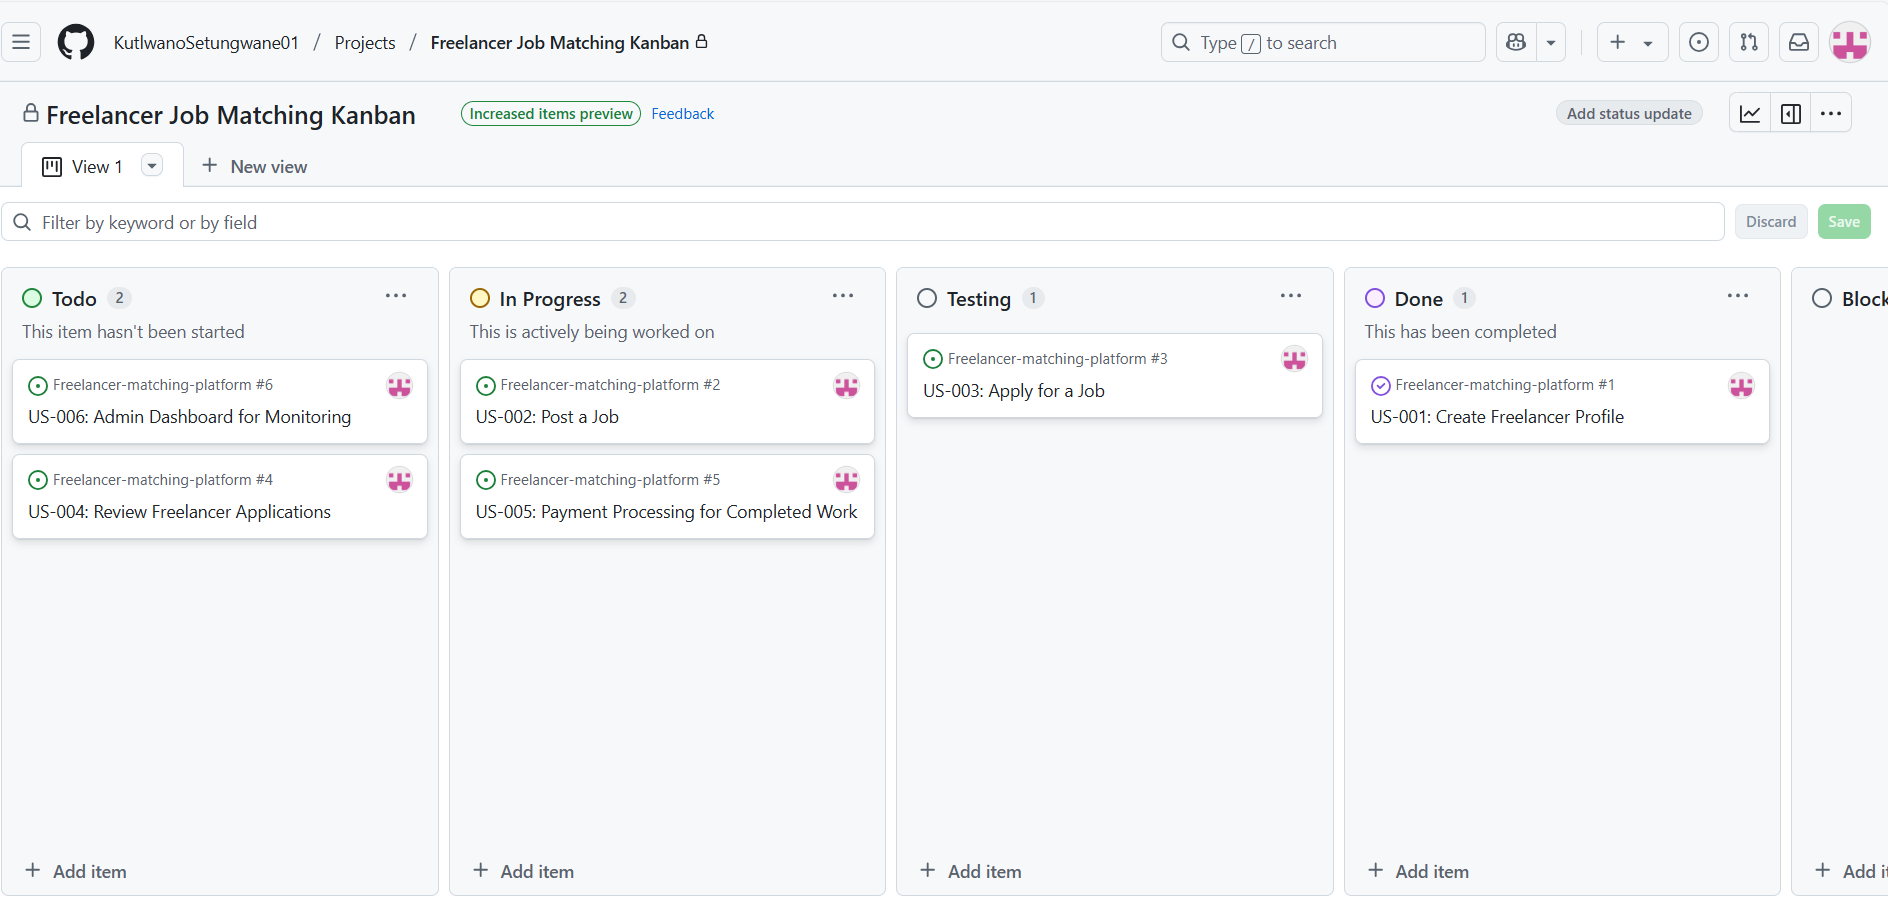 KutlwanoSetungwane01 / Projects / Freelancer Job Matching Kanban
Type / to search
Freelancer Job Matching Kanban
Increased items preview
Feedback
Add status update
View 1
New view
Filter by keyword or by field
Discard
Save
Todo 2
This item hasn't been started
Freelancer-matching-platform #6
US-006: Admin Dashboard for Monitoring
Freelancer-matching-platform #4
US-004: Review Freelancer Applications
Add item
In Progress 2
This is actively being worked on
Freelancer-matching-platform #2
US-002: Post a Job
Freelancer-matching-platform #5
US-005: Payment Processing for Completed Work
Add item
Testing 1
Freelancer-matching-platform #3
US-003: Apply for a Job
Add item
Done 1
This has been completed
Freelancer-matching-platform #1
US-001: Create Freelancer Profile
Add item
Block
Add it